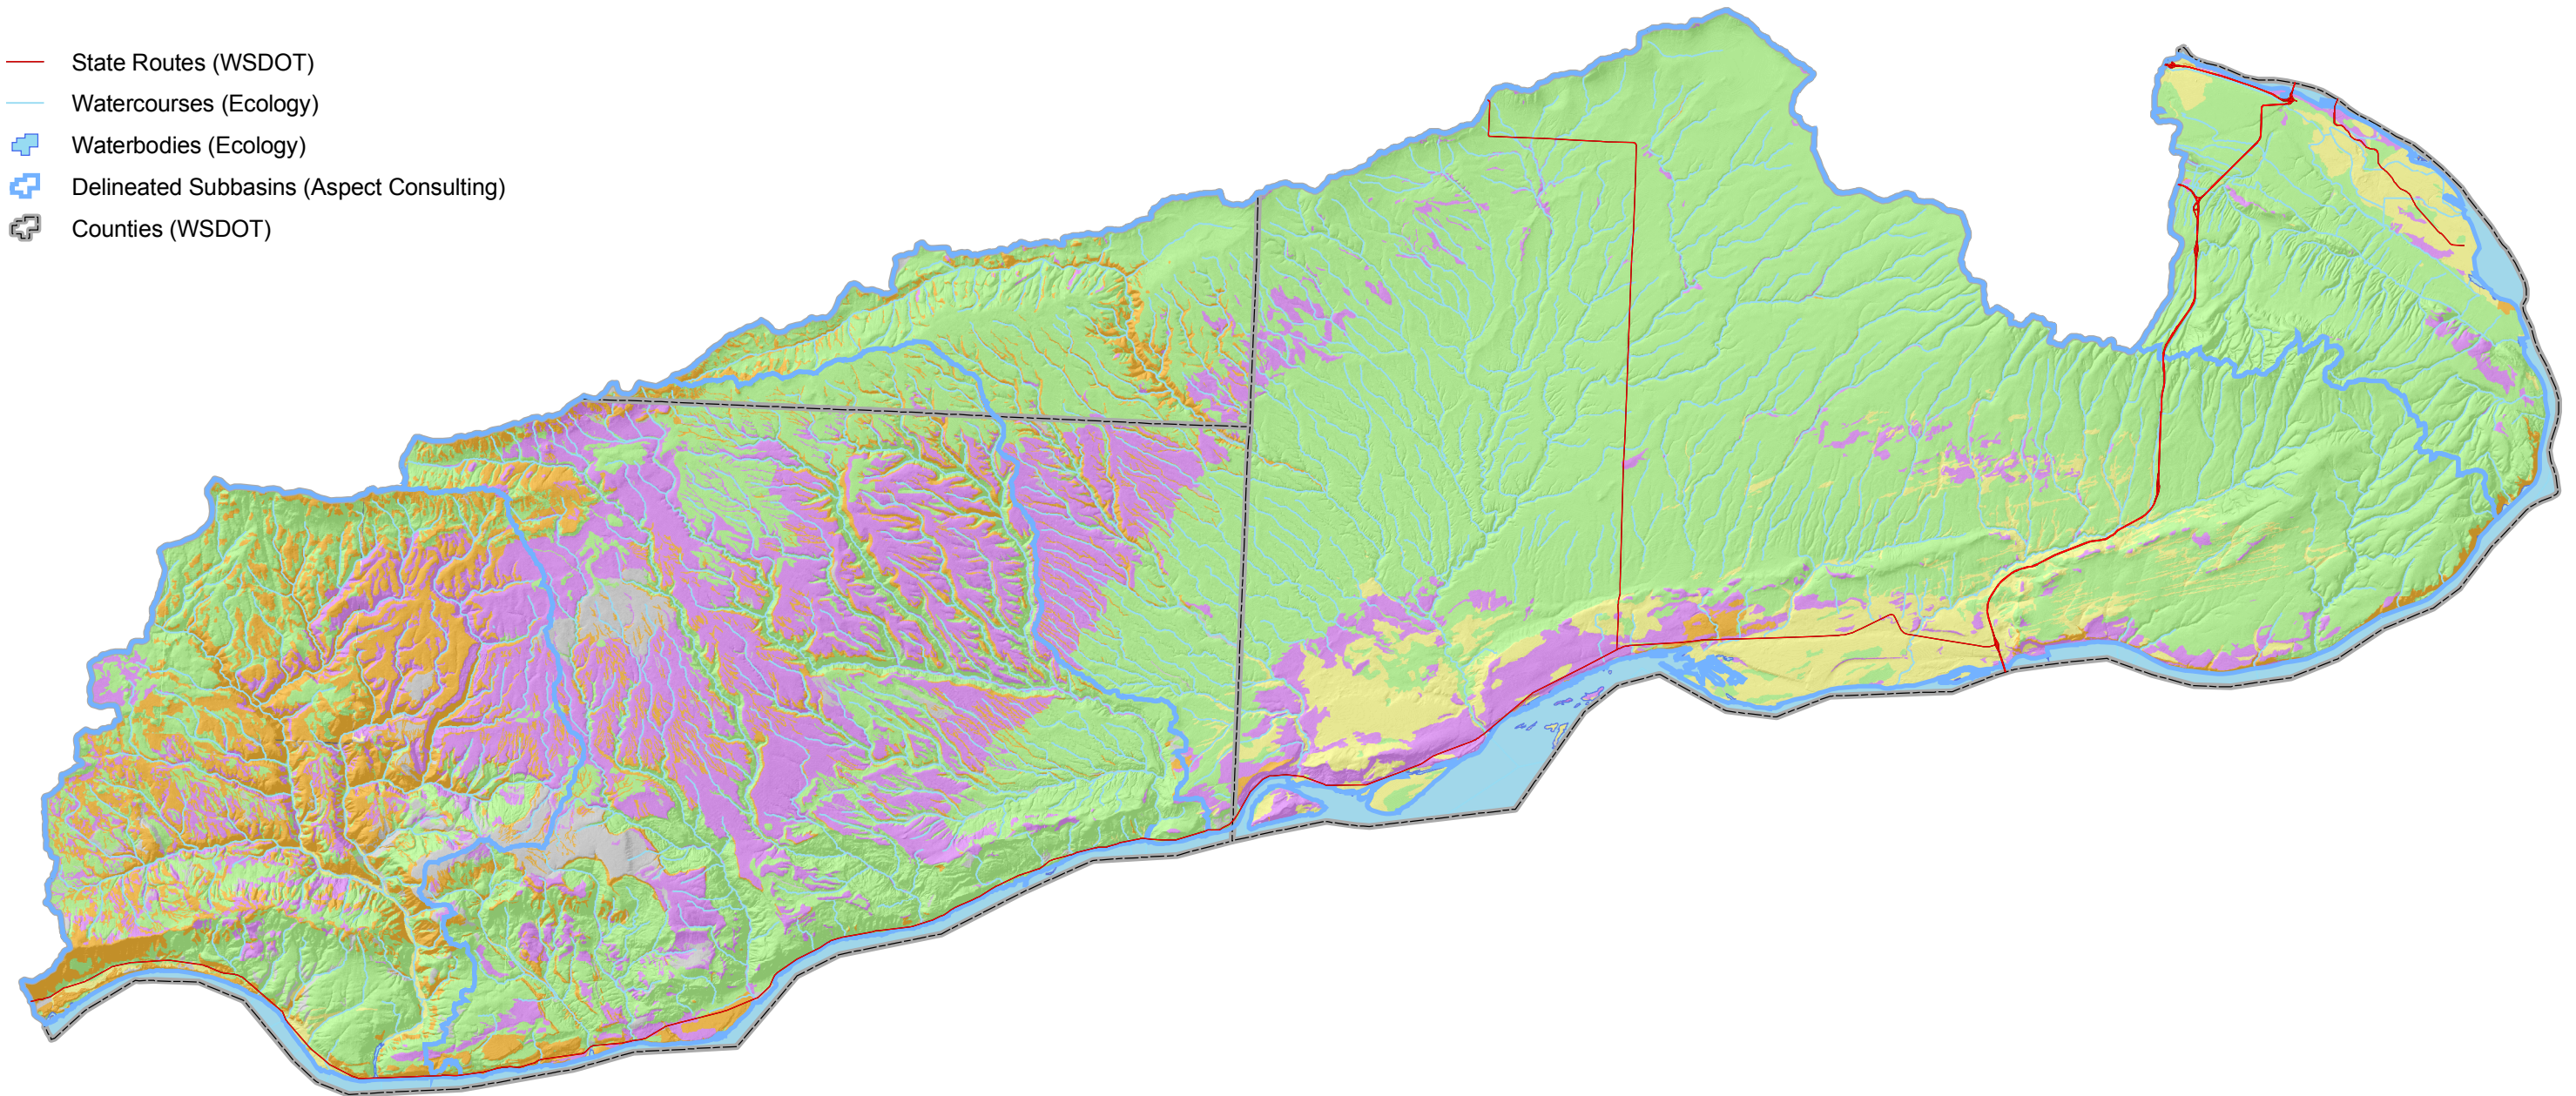 State Routes (WSDOT)
Watercourses (Ecology)
Waterbodies (Ecology)
Delineated Subbasins (Aspect Consulting)
Counties (WSDOT)